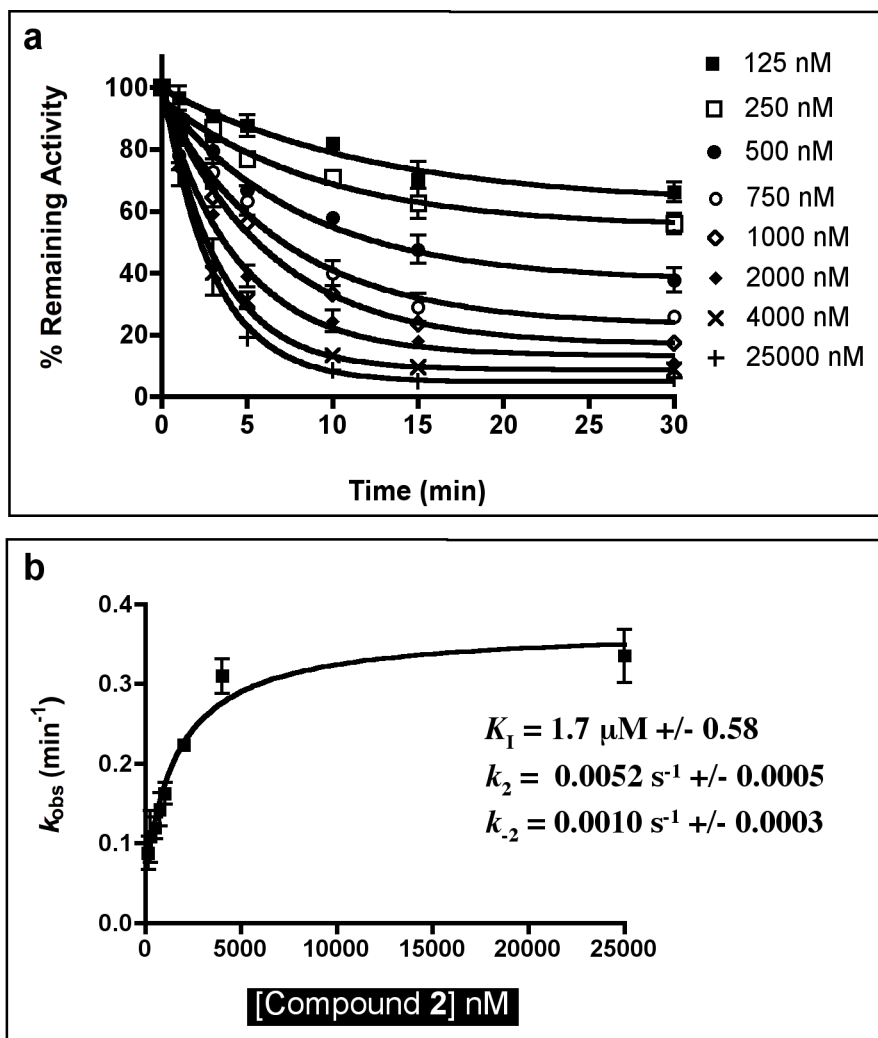 a
% Remaining Activity
100
80
60
40
20
0
0 5 10 15 20 25 30
Time (min)
125 nM
250 nM
500 nM
750 nM
1000 nM
2000 nM
4000 nM
25000 nM
b
kobs (min-1)
0.4
0.3
0.2
0.1
0.0
0 5000 10000 15000 20000 25000
KI = 1.7 μM +/- 0.58
k2 = 0.0052 s-1 +/- 0.0005
k-2 = 0.0010 s-1 +/- 0.0003
[Compound 2] nM